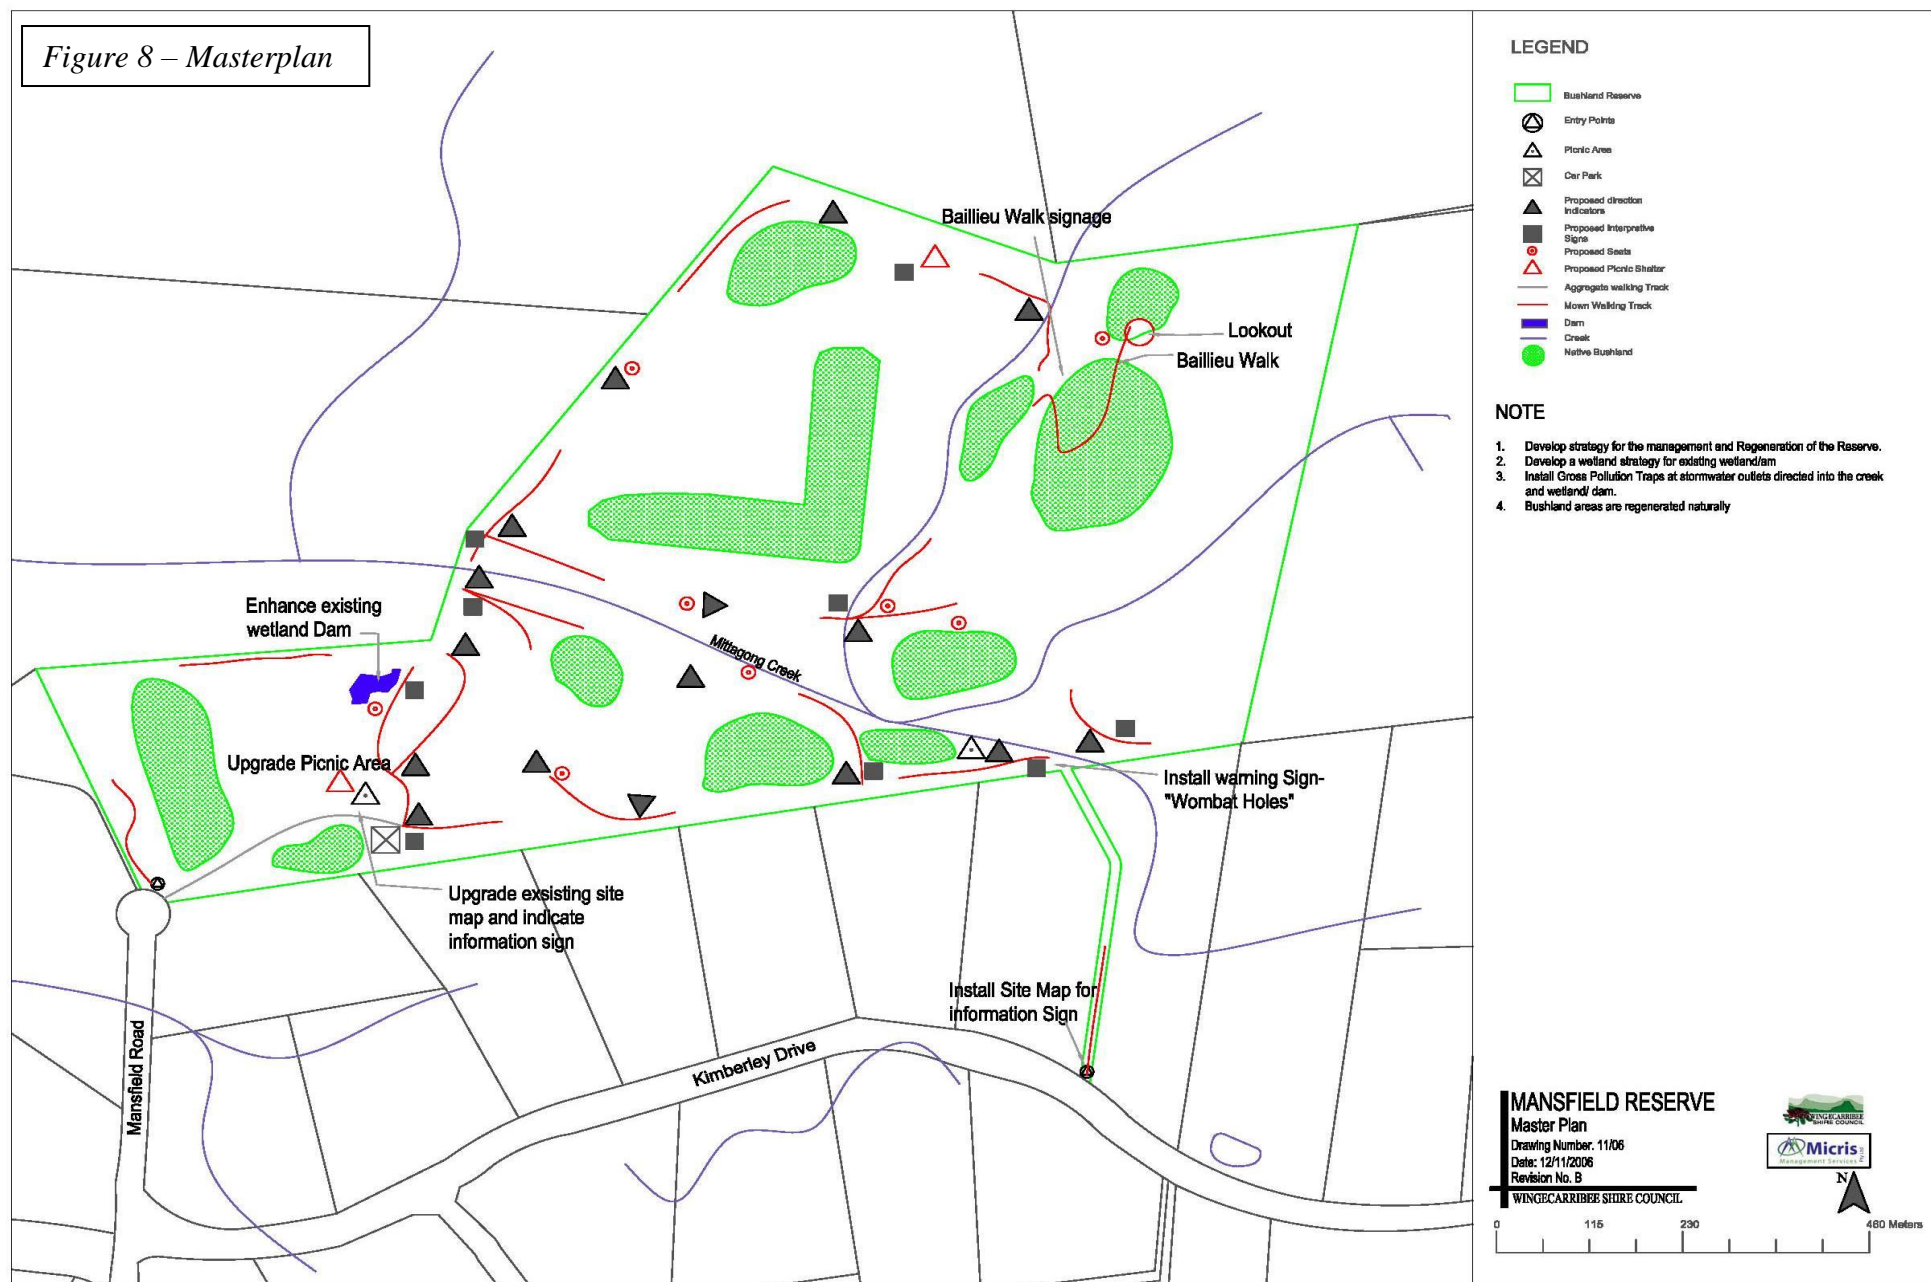 Figure 8 – Masterplan
Baillieu Walk signage
Lookout
Baillieu Walk
Enhance existing
wetland Dam
Mittagong Creek
Upgrade Picnic Area
Install warning Sign-
"Wombat Holes"
Upgrade exsisting site
map and indicate
information sign
Install Site Map for
information Sign
Mansfield Road
Kimberley Drive
LEGEND
Bushland Reserve
Entry Points
Picnic Area
Car Park
Proposed direction
Indicators
Proposed Interpretive
Signs
Proposed Seats
Proposed Picnic Shelter
Aggregate walking Track
Mown Walking Track
Dam
Creek
Native Bushland
NOTE
1. Develop strategy for the management and Regeneration of the Reserve.
2. Develop a wetland strategy for existing wetland/am
3. Install Gross Pollution Traps at stormwater outlets directed into the creek
and wetland/ dam.
4. Bushland areas are regenerated naturally
MANSFIELD RESERVE
Master Plan
Drawing Number. 11/06
Date: 12/11/2006
Revision No. B
WINGECARRIBEE SHIRE COUNCIL
WINGECARRIBEE
SHIRE COUNCIL
Micris
Management Services
Pty Ltd
N
0 115 230 460 Meters